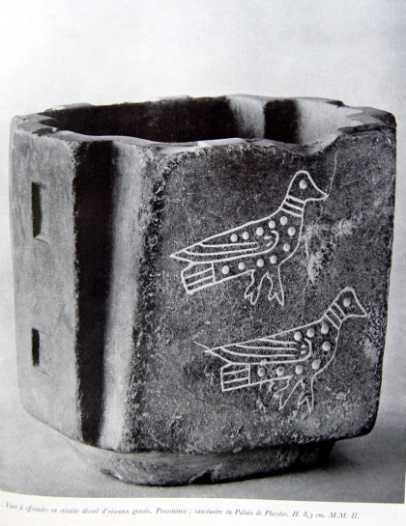 Vase à offrandes en stéatite décoré d'oiseaux gravés. Provenance : sanctuaire du Palais de Phaestos. H. 8,3 cm. M.M. II.